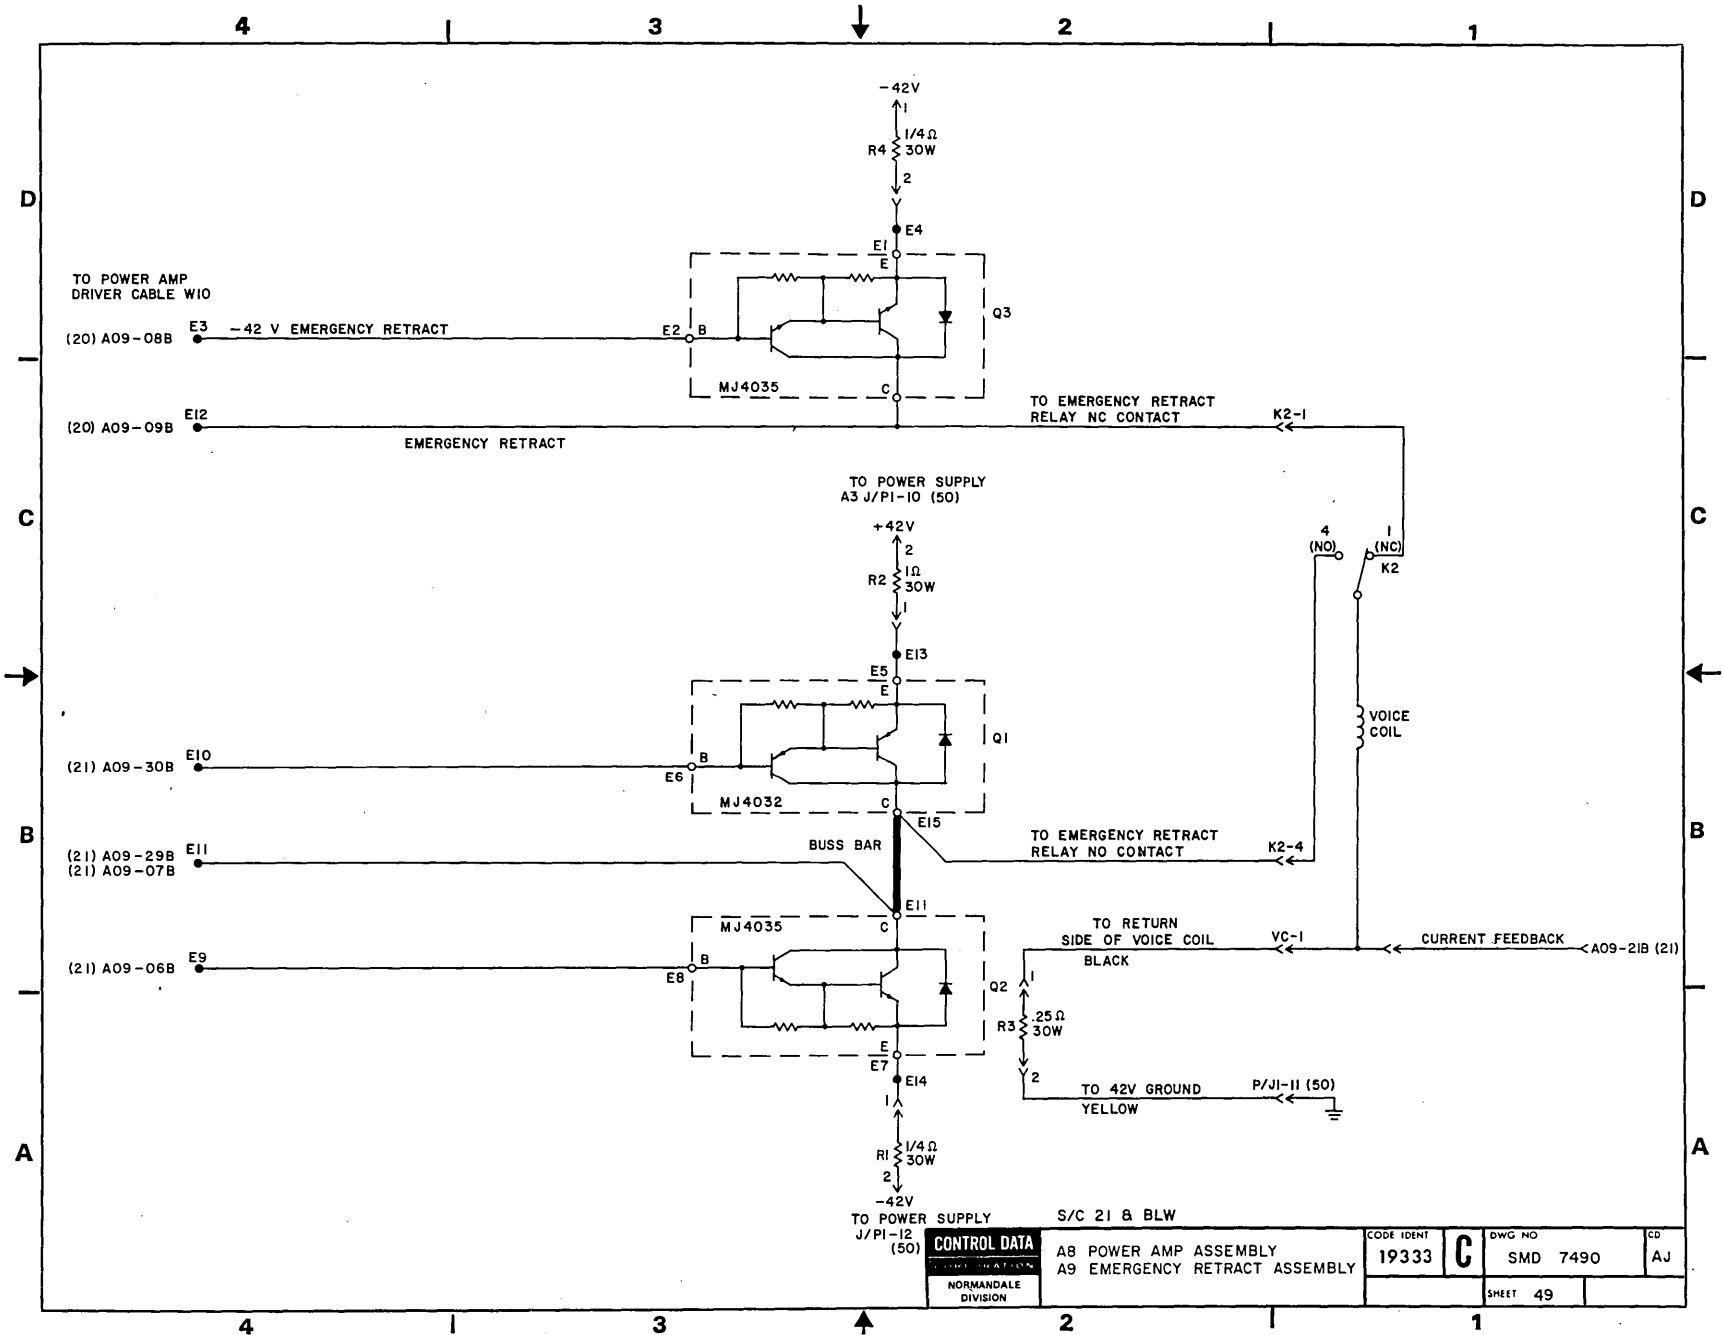 4 3 2 1
-42V
1
1/4Ω
R4 30W
2
D D
E4
E1
E
TO POWER AMP
DRIVER CABLE W10
Q3
E3 -42 V EMERGENCY RETRACT E2 B
(20) A09-08B
MJ4035 C
E12
(20) A09-09B
EMERGENCY RETRACT
TO EMERGENCY RETRACT
RELAY NC CONTACT K2-1
TO POWER SUPPLY
A3 J/P1-10 (50)
C C
+42V
2
4 1
(NO) (NC)
K2
1Ω
R2 30W
1
E13
E5
E
VOICE
COIL
Q1
E10 B
(21) A09-30B
E6
MJ4032 C
E15
B B
TO EMERGENCY RETRACT
RELAY NO CONTACT K2-4
BUSS BAR
(21) A09-29B E11
(21) A09-07B
E11
MJ4035 C
TO RETURN
SIDE OF VOICE COIL VC-1
BLACK
CURRENT FEEDBACK A09-21B (21)
E9 B
(21) A09-06B
E8
Q2
1
.25Ω
R3 30W
2
E
E7
E14
TO 42V GROUND P/J1-11 (50)
YELLOW
1
A A
1/4Ω
R1 30W
2
-42V
TO POWER SUPPLY
J/P1-12
(50)
S/C 21 & BLW
CONTROL DATA
CORPORATION
NORMANDALE
DIVISION
A8 POWER AMP ASSEMBLY
A9 EMERGENCY RETRACT ASSEMBLY
CODE IDENT
19333
C
DWG NO
SMD 7490
CD
AJ
SHEET 49
4 3 2 1